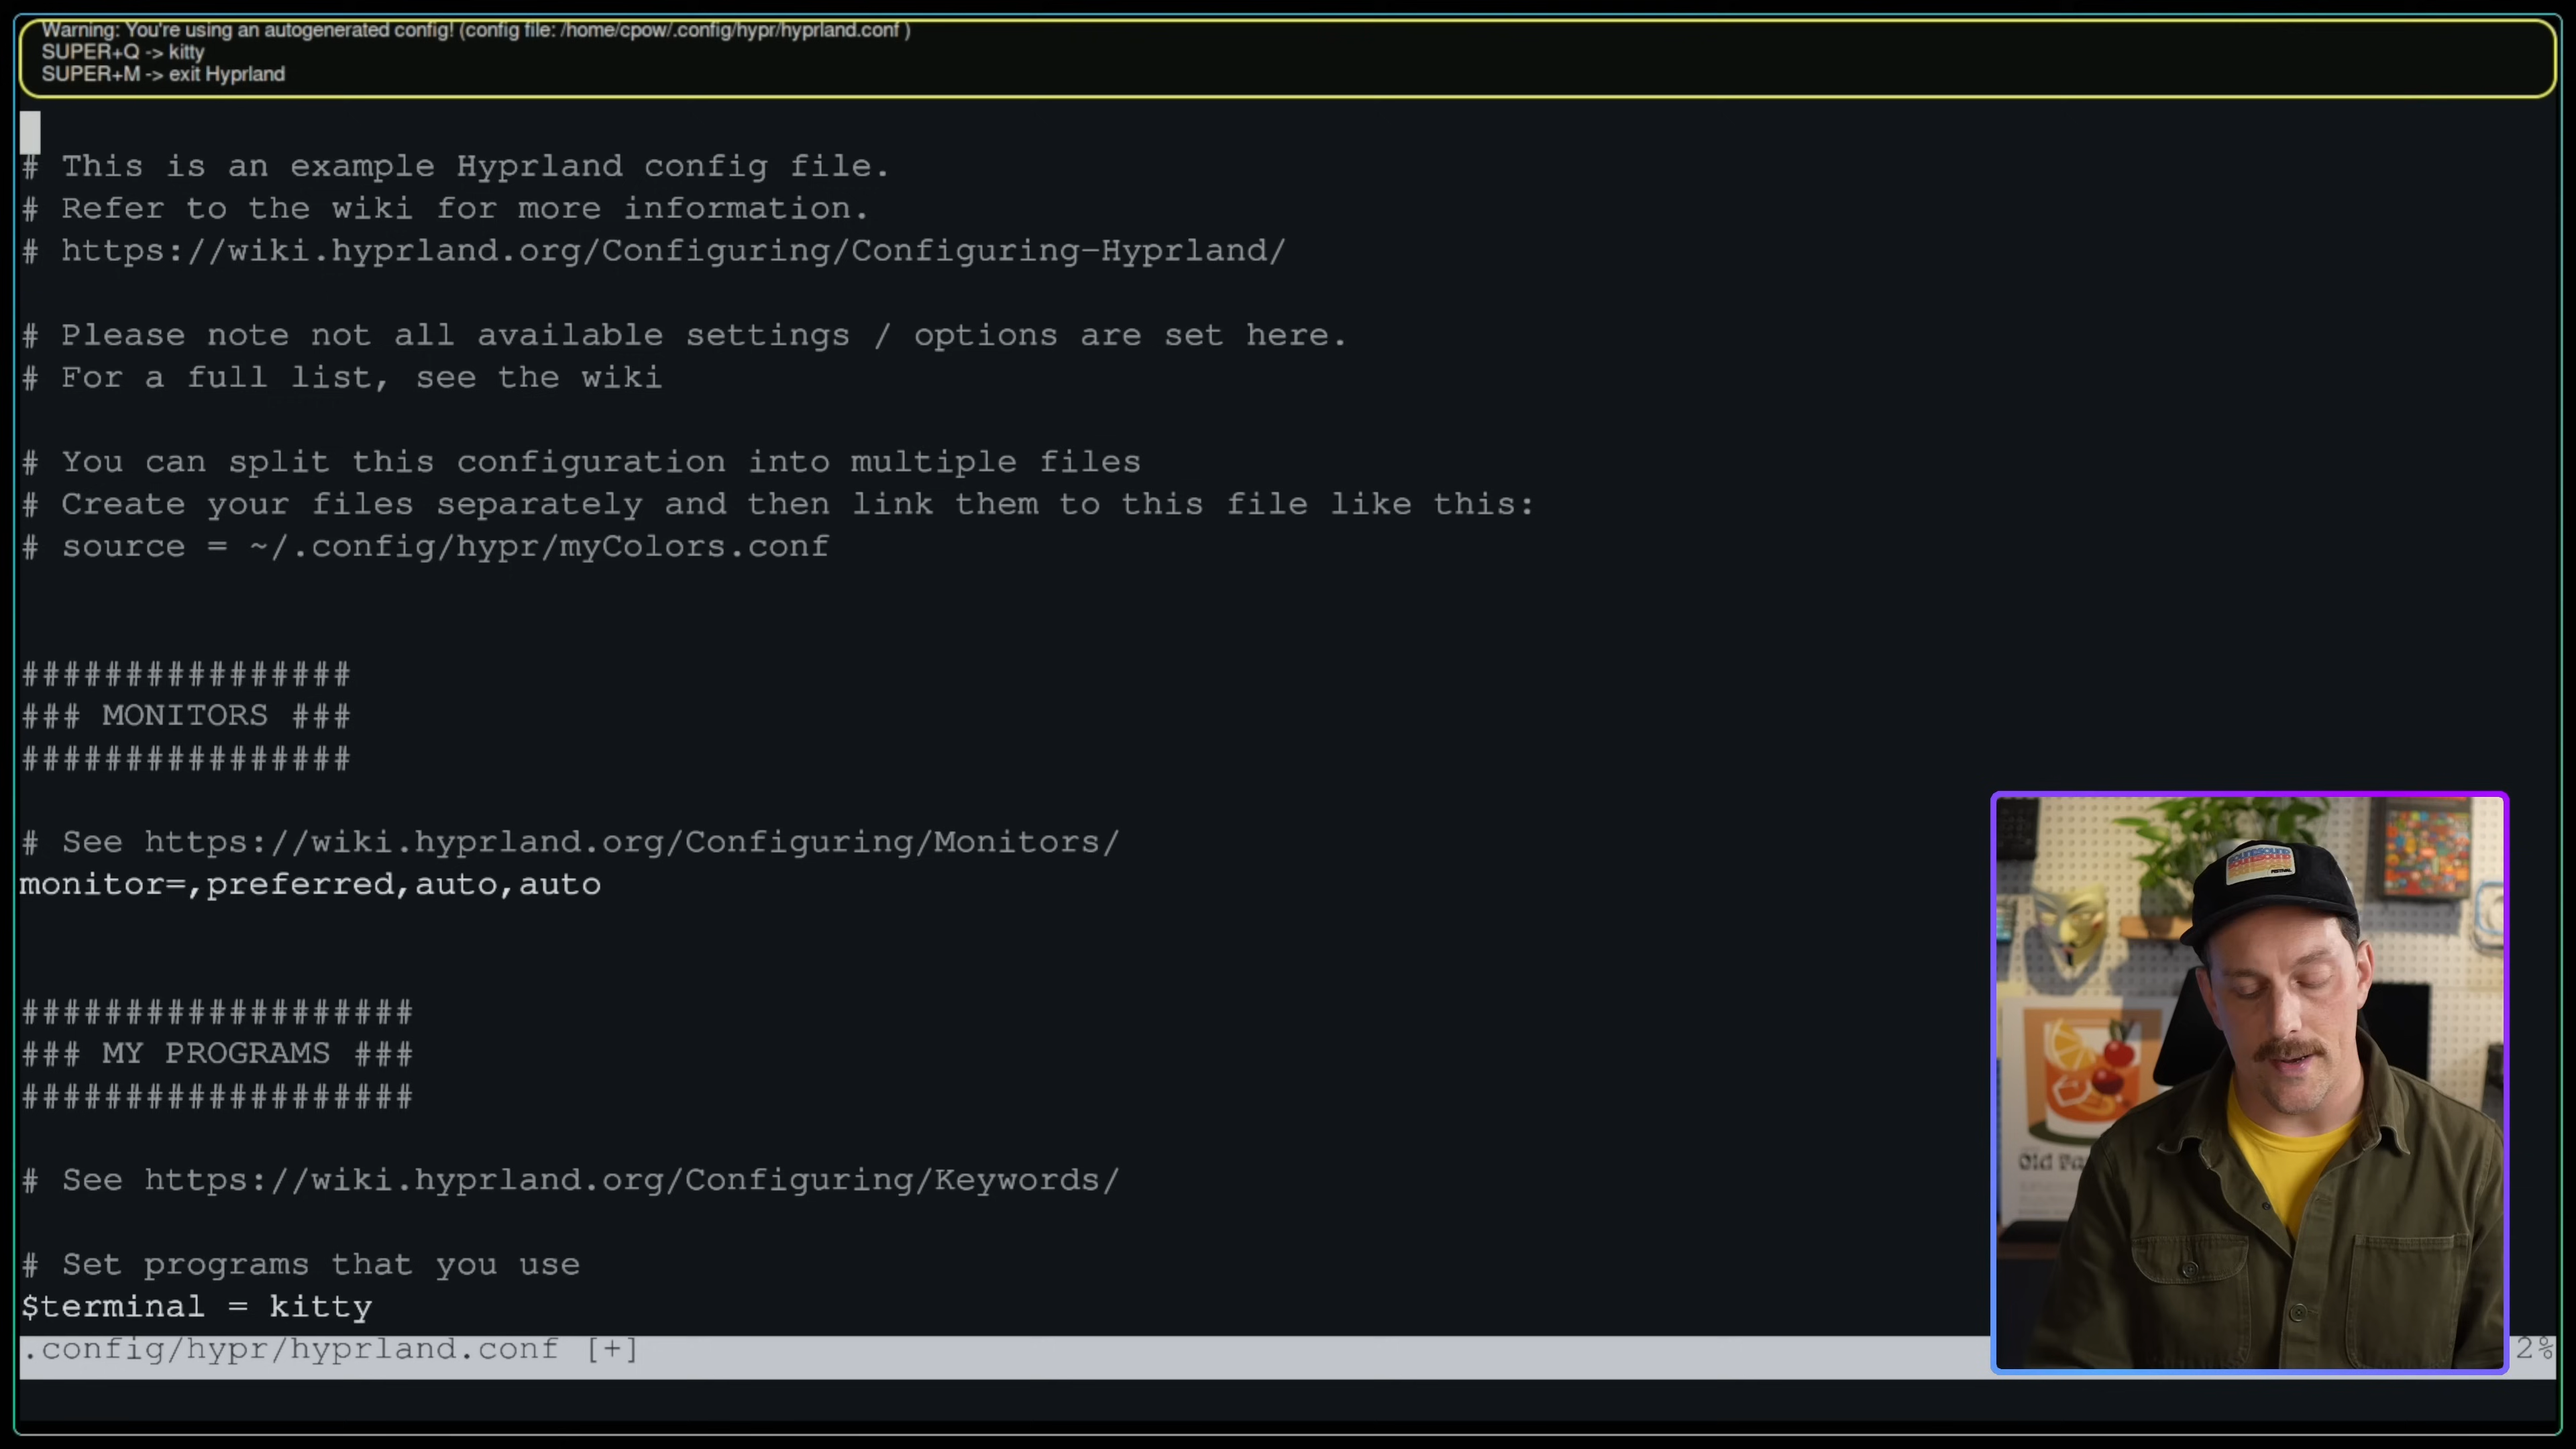 Warning: You're using an autogenerated config! (config file: /home/cpow/.config/hypr/hyprland.conf )
SUPER+Q -> kitty
SUPER+M -> exit Hyprland
# This is an example Hyprland config file.
# Refer to the wiki for more information.
# https://wiki.hyprland.org/Configuring/Configuring-Hyprland/
# Please note not all available settings / options are set here.
# For a full list, see the wiki
# You can split this configuration into multiple files
# Create your files separately and then link them to this file like this:
# source = ~/.config/hypr/myColors.conf
################
### MONITORS ###
################
# See https://wiki.hyprland.org/Configuring/Monitors/
monitor=,preferred,auto,auto
###################
### MY PROGRAMS ###
###################
# See https://wiki.hyprland.org/Configuring/Keywords/
# Set programs that you use
$terminal = kitty
.config/hypr/hyprland.conf [+]
2%
Old